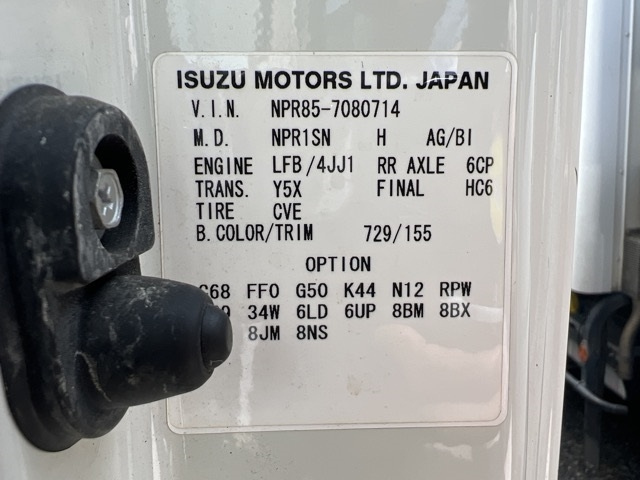 ISUZU MOTORS LTD. JAPAN
V.I.N. NPR85-7080714
M.D. NPR1SN H AG/BI
ENGINE LFB/4JJ1 RR AXLE 6CP
TRANS. Y5X FINAL HC6
TIRE CVE
B.COLOR/TRIM 729/155
OPTION
FF0 G50 K44 N12 RPW
34W 6LD 6UP 8BM 8BX
8JM 8NS